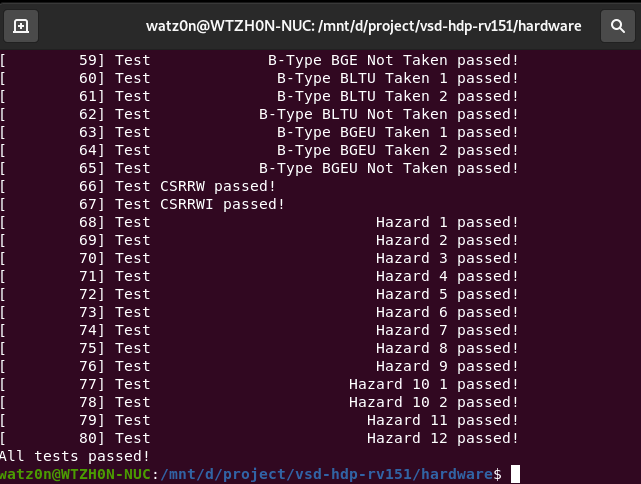 watz0n@WTZH0N-NUC: /mnt/d/project/vsd-hdp-rv151/hardware
[        59] Test             B-Type BGE Not Taken passed!
[        60] Test              B-Type BLTU Taken 1 passed!
[        61] Test              B-Type BLTU Taken 2 passed!
[        62] Test            B-Type BLTU Not Taken passed!
[        63] Test              B-Type BGEU Taken 1 passed!
[        64] Test              B-Type BGEU Taken 2 passed!
[        65] Test            B-Type BGEU Not Taken passed!
[        66] Test CSRRW passed!
[        67] Test CSRRWI passed!
[        68] Test                         Hazard 1 passed!
[        69] Test                         Hazard 2 passed!
[        70] Test                         Hazard 3 passed!
[        71] Test                         Hazard 4 passed!
[        72] Test                         Hazard 5 passed!
[        73] Test                         Hazard 6 passed!
[        74] Test                         Hazard 7 passed!
[        75] Test                         Hazard 8 passed!
[        76] Test                         Hazard 9 passed!
[        77] Test                      Hazard 10 1 passed!
[        78] Test                      Hazard 10 2 passed!
[        79] Test                        Hazard 11 passed!
[        80] Test                        Hazard 12 passed!
All tests passed!
watz0n@WTZH0N-NUC:/mnt/d/project/vsd-hdp-rv151/hardware$